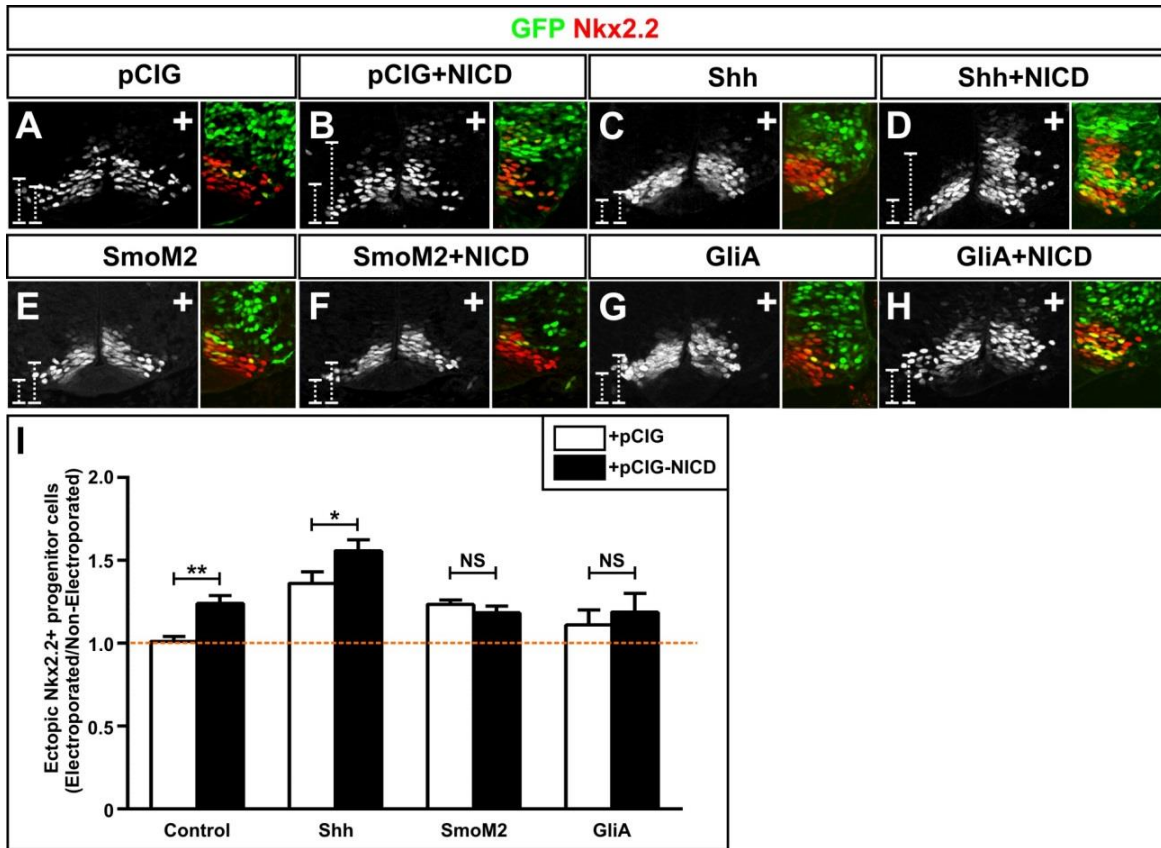 GFP Nkx2.2
pCIG pCIG+NICD Shh Shh+NICD
A + B + C + D +
SmoM2 SmoM2+NICD GliA GliA+NICD
E + F + G + H +
I
+pCIG
+pCIG-NICD
Ectopic Nkx2.2+ progenitor cells
(Electroporated/Non-Electroporated)
2.0
1.5
1.0
0.5
0
** * NS NS
Control Shh SmoM2 GliA